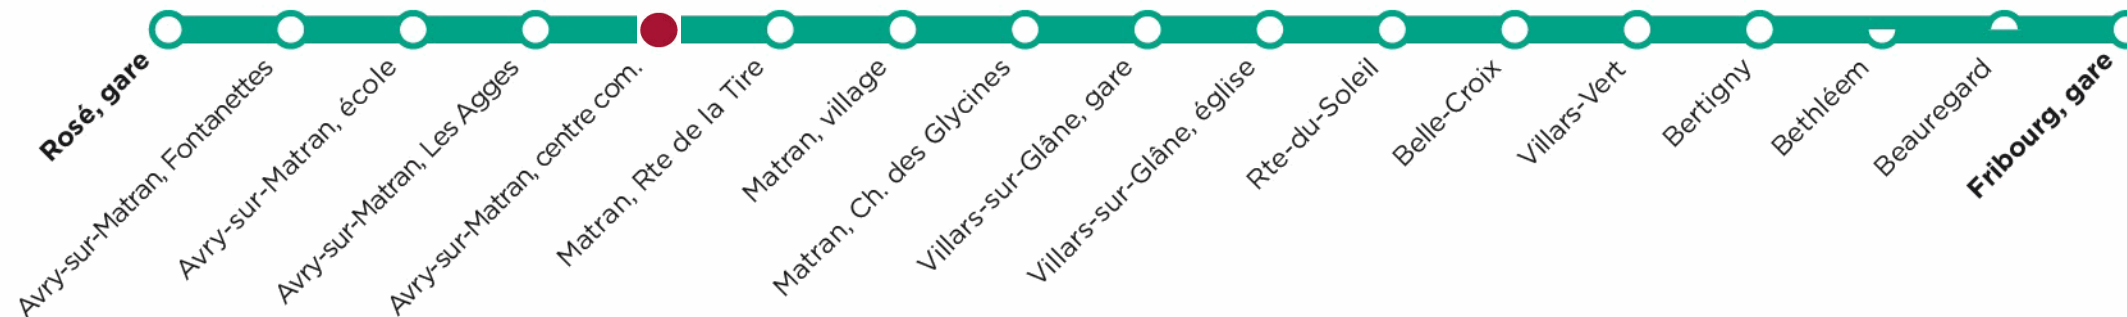 Rosé, gare
Avry-sur-Matran, Fontanettes
Avry-sur-Matran, école
Avry-sur-Matran, Les Agges
Avry-sur-Matran, centre com.
Matran, Rte de la Tire
Matran, village
Matran, Ch. des Glycines
Villars-sur-Glâne, gare
Villars-sur-Glâne, église
Rte-du-Soleil
Belle-Croix
Villars-Vert
Bertigny
Bethléem
Beauregard
Fribourg, gare